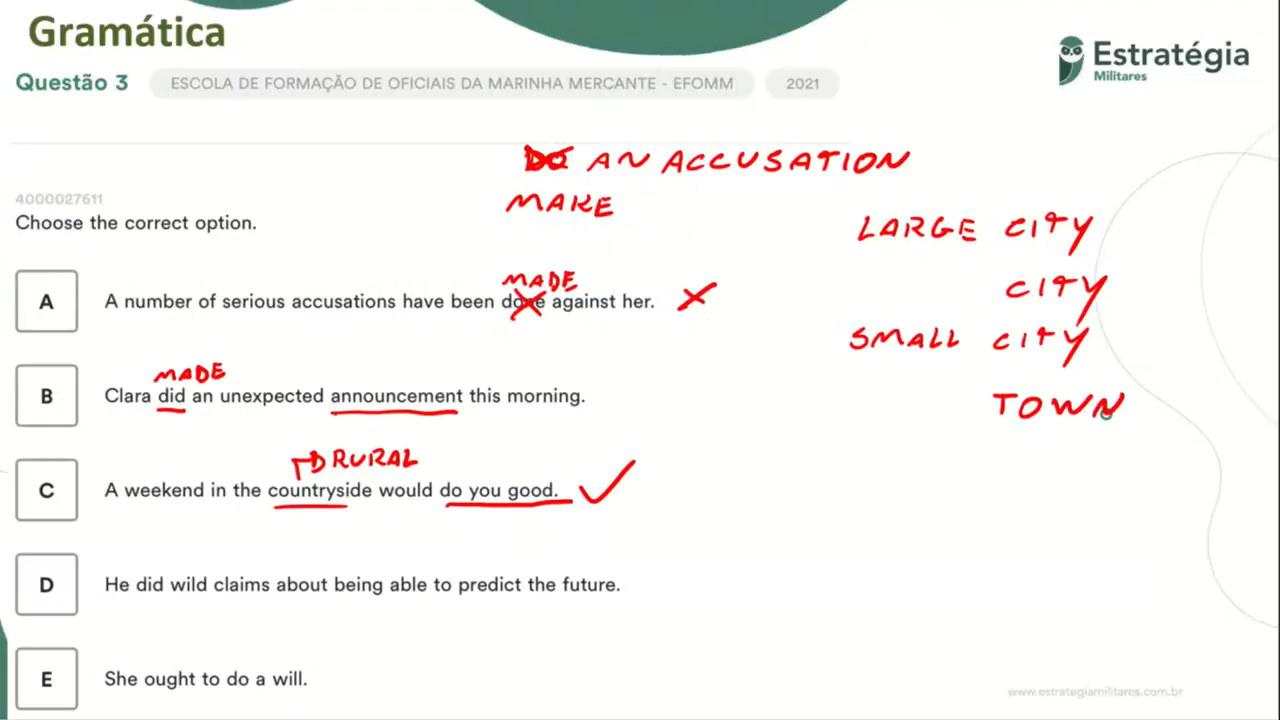 Gramática
Estratégia
Militares
Questão 3 ESCOLA DE FORMAÇÃO DE OFICIAIS DA MARINHA MERCANTE - EFOMM 2021
DO AN ACCUSATION
MAKE
4000027611
Choose the correct option.
LARGE CITY
MADE
A A number of serious accusations have been done against her.
CITY
SMALL CITY
MADE
B Clara did an unexpected announcement this morning.
TOWN
RURAL
C A weekend in the countryside would do you good.
D He did wild claims about being able to predict the future.
E She ought to do a will.
www.estrategiamilitares.com.br